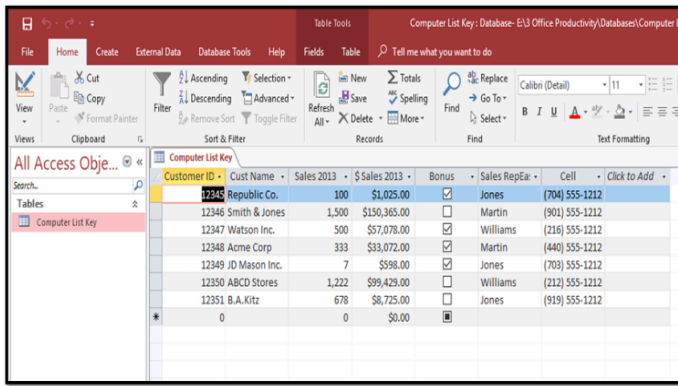 Table Tools Computer List Key : Database- E:\3 Office Productivity\Databases\Computer
File Home Create External Data Database Tools Help Fields Table Tell me what you want to do
View
Views
Paste
Cut
Copy
Format Painter
Clipboard
Filter
Ascending
Descending
Remove Sort
Selection
Advanced
Toggle Filter
Sort & Filter
Refresh
All
New
Save
Delete
Totals
Spelling
More
Records
Find
Replace
Go To
Select
Find
Calibri (Detail) 11
B I U A
Text Formatting
All Access Obje...
Search..
Tables
Computer List Key
Computer List Key
Customer ID Cust Name Sales 2013 $ Sales 2013 Bonus Sales RepEa: Cell Click to Add
12345 Republic Co. 100 $1,025.00 Jones (704) 555-1212
12346 Smith & Jones 1,500 $150,365.00 Martin (901) 555-1212
12347 Watson Inc. 500 $57,078.00 Williams (216) 555-1212
12348 Acme Corp 333 $33,072.00 Martin (440) 555-1212
12349 JD Mason Inc. 7 $598.00 Jones (703) 555-1212
12350 ABCD Stores 1,222 $99,429.00 Williams (212) 555-1212
12351 B.A.Kitz 678 $8,725.00 Jones (919) 555-1212
* 0 0 $0.00